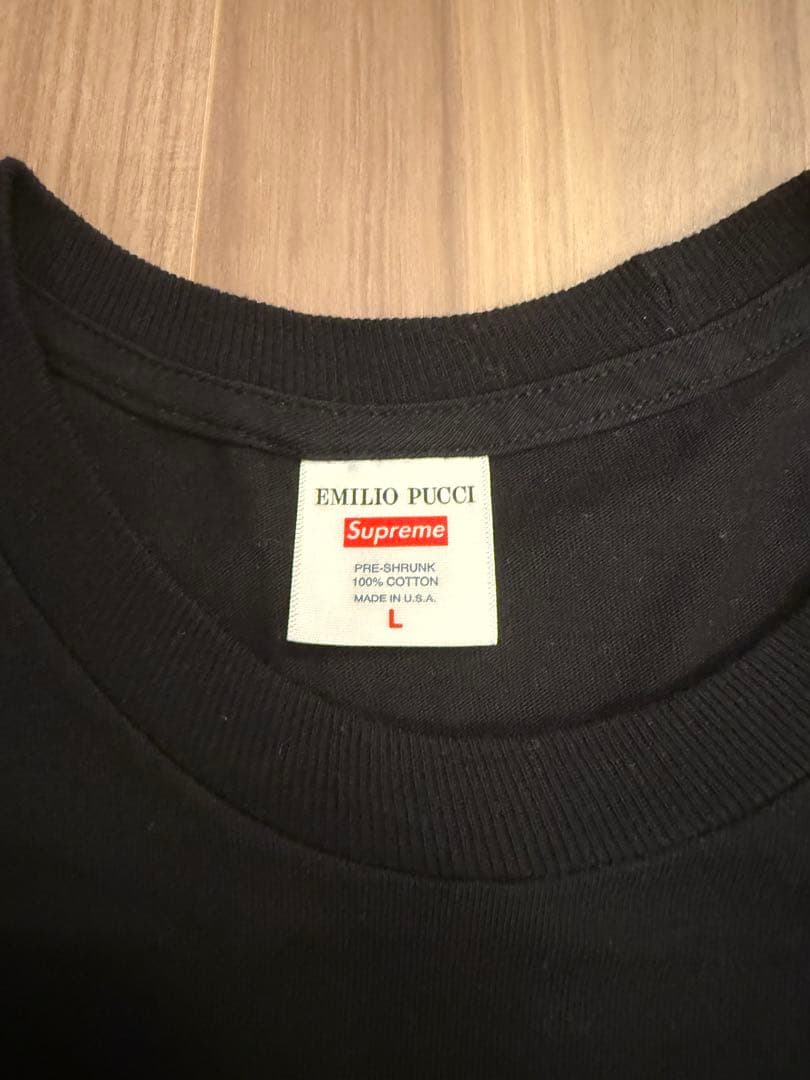 EMILIO PUCCI
Supreme
PRE-SHRUNK
100% COTTON
MADE IN U.S.A.
L